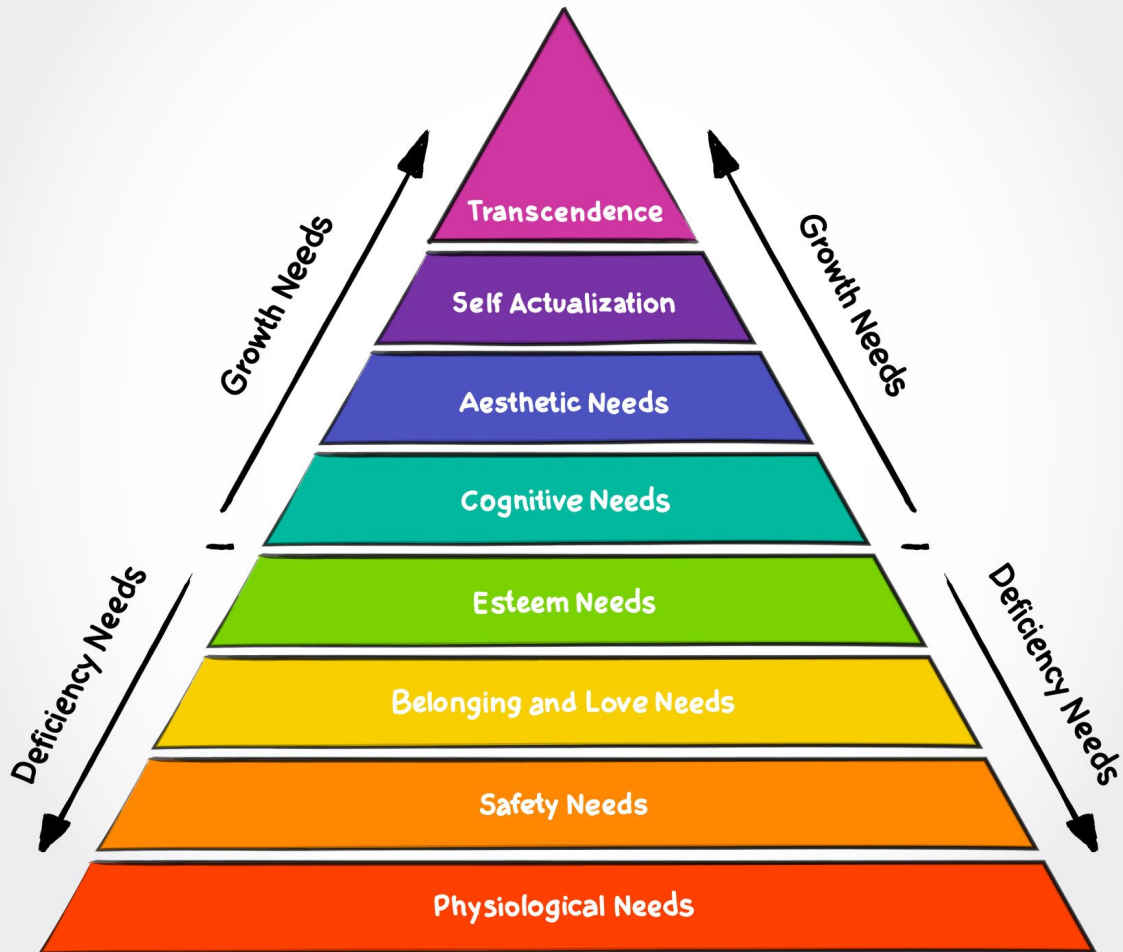 Transcendence
Growth Needs
Growth Needs
Self Actualization
Aesthetic Needs
Cognitive Needs
Esteem Needs
Deficiency Needs
Deficiency Needs
Belonging and Love Needs
Safety Needs
Physiological Needs